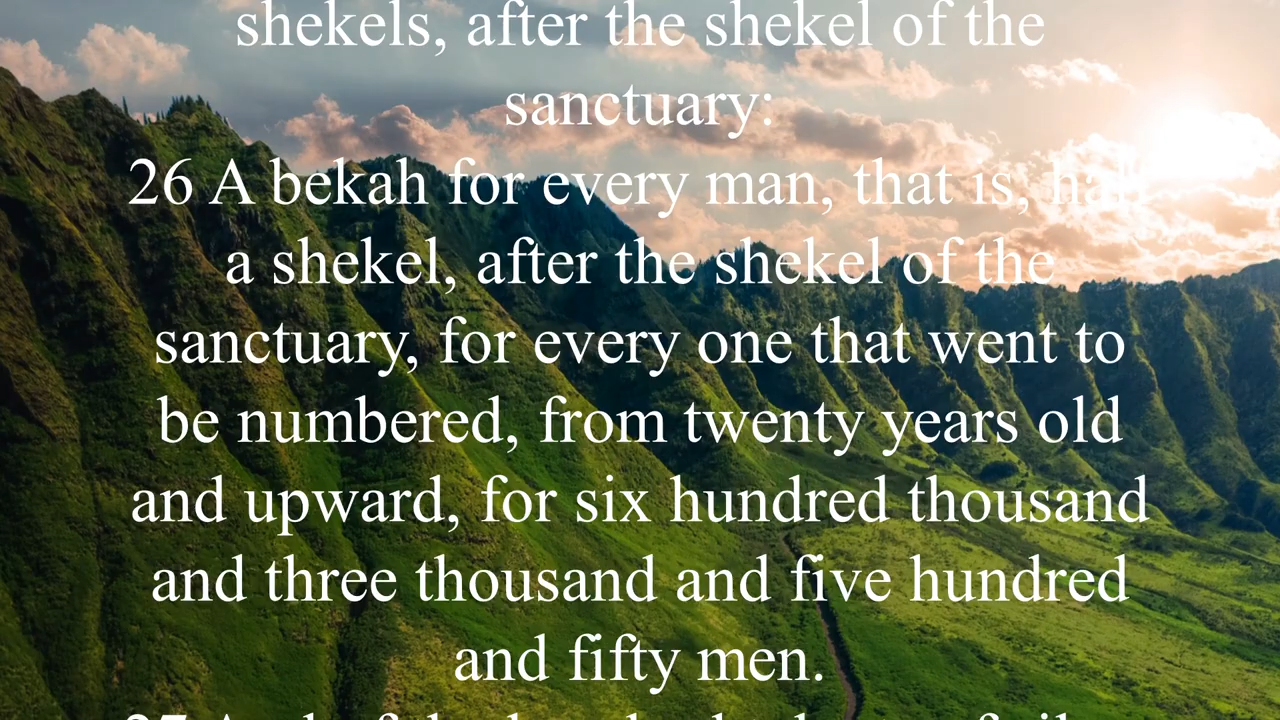 shekels, after the shekel of the
sanctuary:
26 A bekah for every man, that is, half
a shekel, after the shekel of the
sanctuary, for every one that went to
be numbered, from twenty years old
and upward, for six hundred thousand
and three thousand and five hundred
and fifty men.